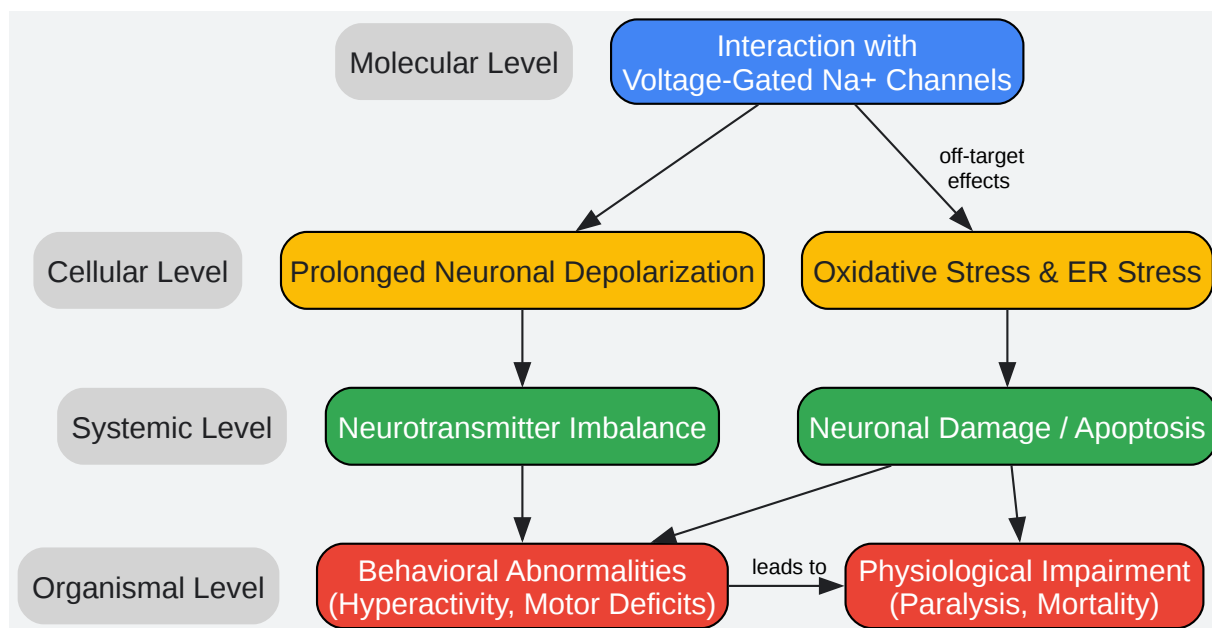 Molecular Level
Interaction with
Voltage-Gated Na+ Channels
off-target
effects
Cellular Level
Prolonged Neuronal Depolarization
Oxidative Stress & ER Stress
Systemic Level
Neurotransmitter Imbalance
Neuronal Damage / Apoptosis
Organismal Level
Behavioral Abnormalities
(Hyperactivity, Motor Deficits)
leads to
Physiological Impairment
(Paralysis, Mortality)